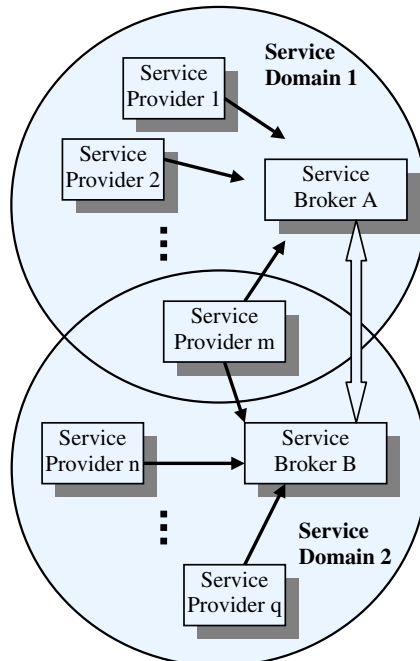 Service
Domain 1
Service
Provider 1
Service
Provider 2
Service
Broker A
Service
Provider m
Service
Provider n
Service
Broker B
Service
Domain 2
Service
Provider q